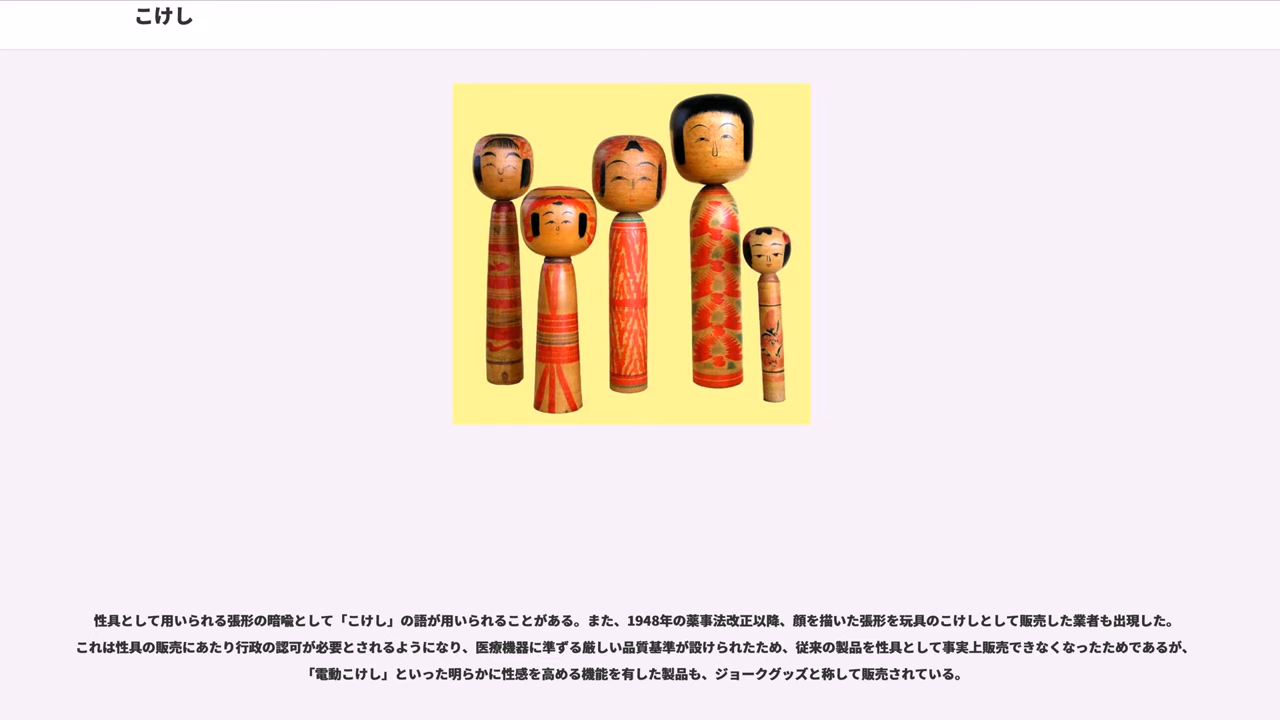 こけし
性具として用いられる張形の暗喩として「こけし」の語が用いられることがある。また、1948年の薬事法改正以降、顔を描いた張形を玩具のこけしとして販売した業者も出現した。
これは性具の販売にあたり行政の認可が必要とされるようになり、医療機器に準ずる厳しい品質基準が設けられたため、従来の製品を性具として事実上販売できなくなったためであるが、
「電動こけし」といった明らかに性感を高める機能を有した製品も、ジョークグッズと称して販売されている。